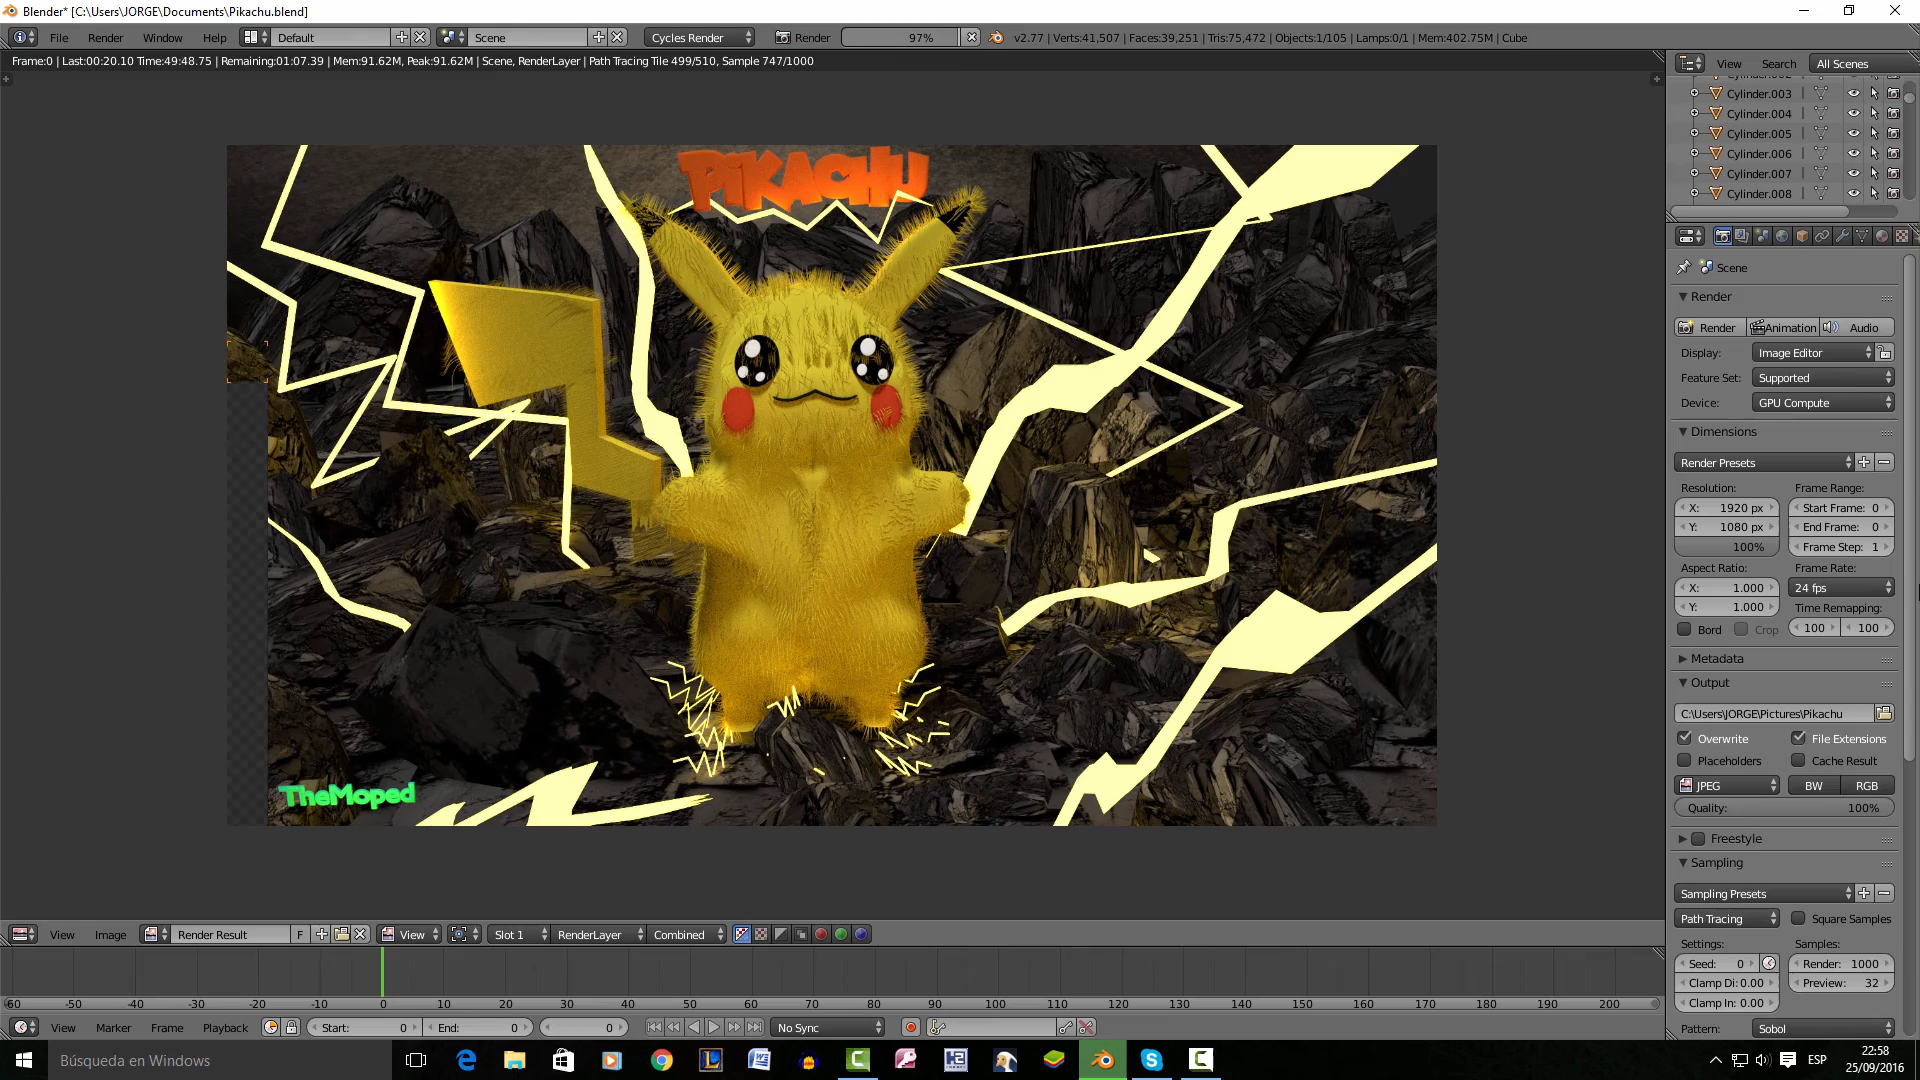 Blender* [C:\Users\JORGE\Documents\Pikachu.blend]
File Render Window Help Default Scene Cycles Render Render 97% v2.77 | Verts:41,507 | Faces:39,251 | Tris:75,472 | Objects:1/105 | Lamps:0/1 | Mem:402.75M | Cube
Frame:0 | Last:00:20.10 Time:49:48.75 | Remaining:01:07.39 | Mem:91.62M, Peak:91.62M | Scene, RenderLayer | Path Tracing Tile 499/510, Sample 747/1000
View Search All Scenes
Cylinder.003
Cylinder.004
Cylinder.005
Cylinder.006
Cylinder.007
Cylinder.008
PIKACHU
TheMoped
Scene
Render
Render Animation Audio
Display: Image Editor
Feature Set: Supported
Device: GPU Compute
Dimensions
Render Presets
Resolution: Frame Range:
X: 1920 px Start Frame: 0
Y: 1080 px End Frame: 0
100% Frame Step: 1
Aspect Ratio: Frame Rate:
X: 1.000 24 fps
Y: 1.000 Time Remapping:
Bord Crop 100 100
Metadata
Output
C:\Users\JORGE\Pictures\Pikachu
Overwrite File Extensions
Placeholders Cache Result
JPEG BW RGB
Quality: 100%
Freestyle
Sampling
Sampling Presets
Path Tracing Square Samples
Settings: Samples:
Seed: 0 Render: 1000
Clamp Di: 0.00 Preview: 32
Clamp In: 0.00
Pattern: Sobol
View Image Render Result F View Slot 1 RenderLayer Combined
-60 -50 -40 -30 -20 -10 0 10 20 30 40 50 60 70 80 90 100 110 120 130 140 150 160 170 180 190 200
View Marker Frame Playback Start: 0 End: 0 0 No Sync
Búsqueda en Windows
ESP
22:58
25/09/2016